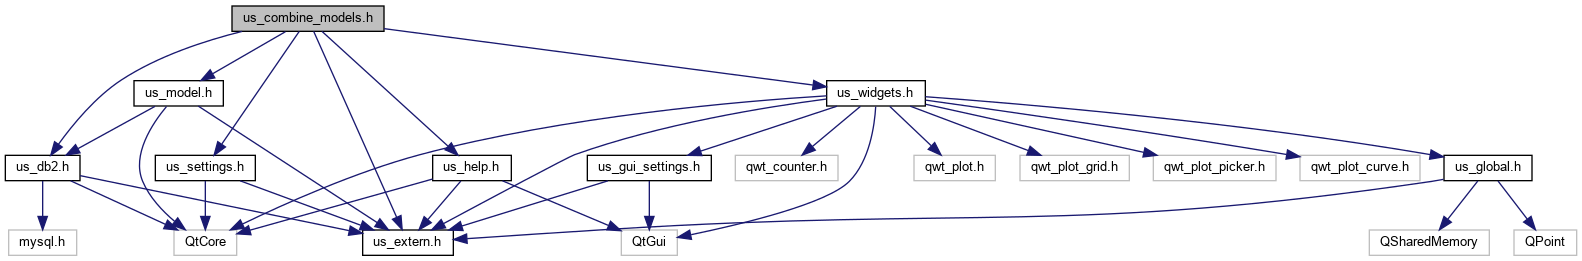 us_combine_models.h
us_model.h
us_widgets.h
us_db2.h
us_settings.h
us_help.h
us_gui_settings.h
qwt_counter.h
qwt_plot.h
qwt_plot_grid.h
qwt_plot_picker.h
qwt_plot_curve.h
us_global.h
mysql.h
QtCore
us_extern.h
QtGui
QSharedMemory
QPoint